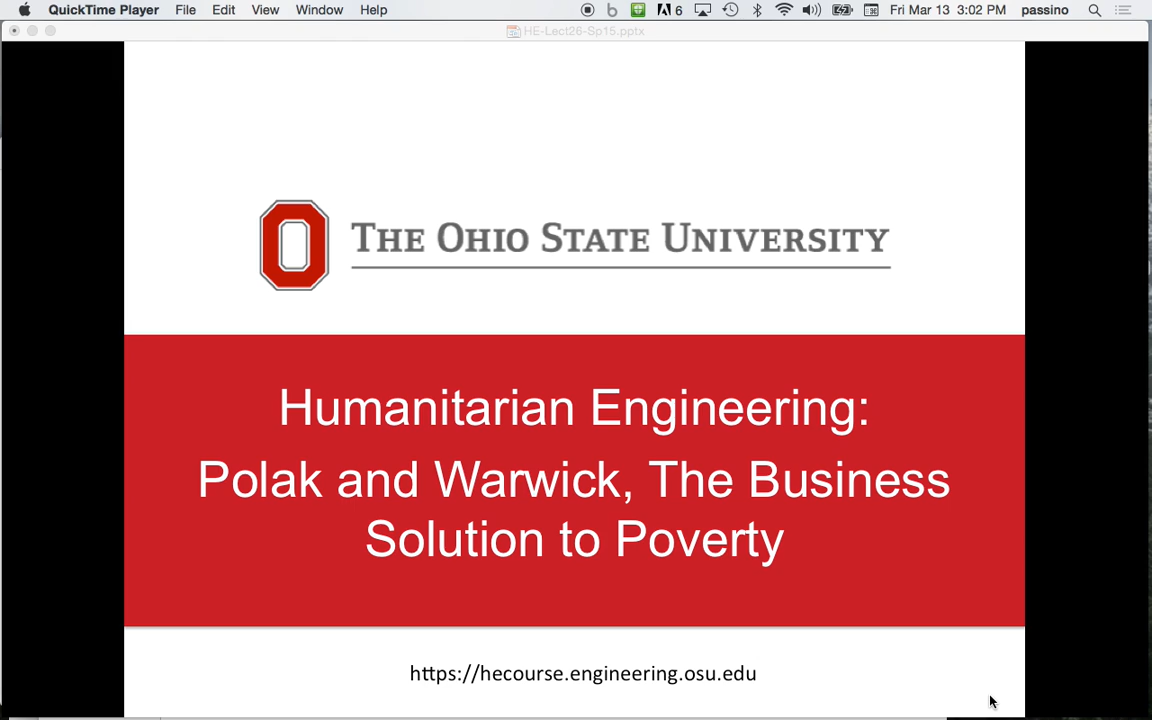 QuickTime Player File Edit View Window Help 6 Fri Mar 13 3:02 PM passino
HE-Lect26-Sp15.pptx
THE OHIO STATE UNIVERSITY
Humanitarian Engineering:
Polak and Warwick, The Business
Solution to Poverty
https://hecourse.engineering.osu.edu